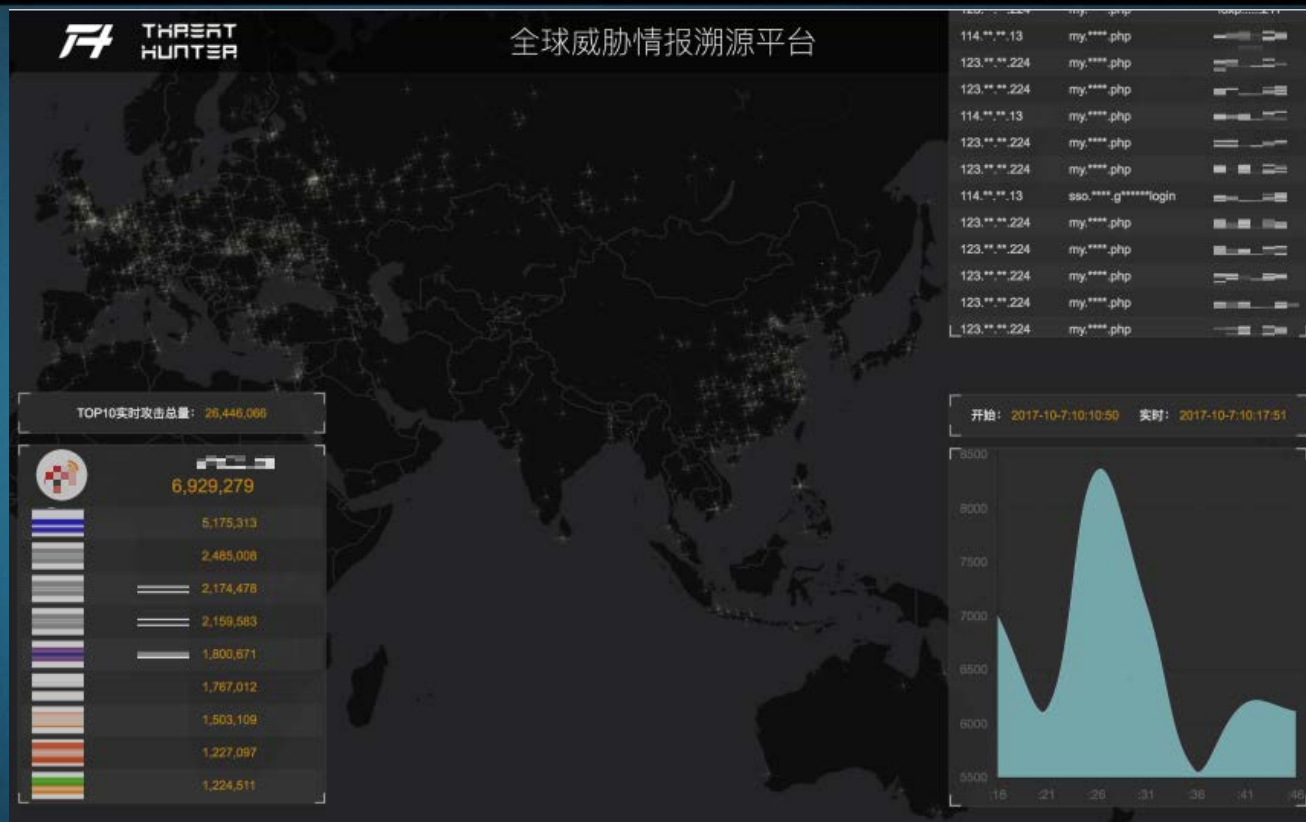 THREAT
HUNTER
全球威胁情报溯源平台
114.**.**.13 my.****.php
123.**.**.224 my.****.php
123.**.**.224 my.****.php
114.**.**.13 my.****.php
123.**.**.224 my.****.php
123.**.**.224 my.****.php
114.**.**.13 sso.****.g******login
123.**.**.224 my.****.php
123.**.**.224 my.****.php
123.**.**.224 my.****.php
123.**.**.224 my.****.php
123.**.**.224 my.****.php
TOP10实时攻击总量： 26,446,066
6,929,279
5,175,313
2,485,008
2,174,478
2,159,583
1,800,671
1,767,012
1,503,109
1,227,097
1,224,511
开始： 2017-10-7:10:10:50 实时： 2017-10-7:10:17:51
8500
8000
7500
7000
6500
6000
5500
:16 :21 :26 :31 :36 :41 :46